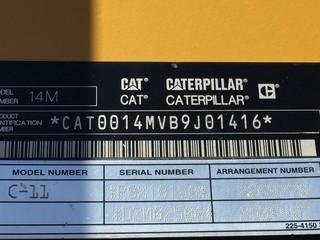 MODEL NUMBER 14M CAT® CATERPILLAR®
CAT® CATERPILLAR®
PRODUCT IDENTIFICATION NUMBER *CAT0014MVB9J01416*
MODEL NUMBER SERIAL NUMBER ARRANGEMENT NUMBER
C-11
225-4150